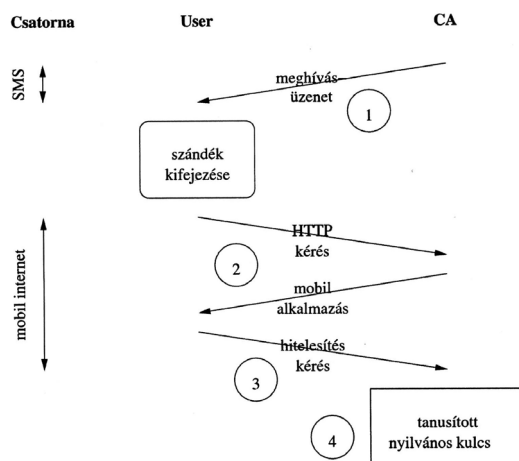 Csatorna User CA
SMS
meghívás
üzenet
1
szándék
kifejezése
mobil internet
HTTP
kérés
2
mobil
alkalmazás
hitelesítés
kérés
3
4
tanusított
nyilvános kulcs